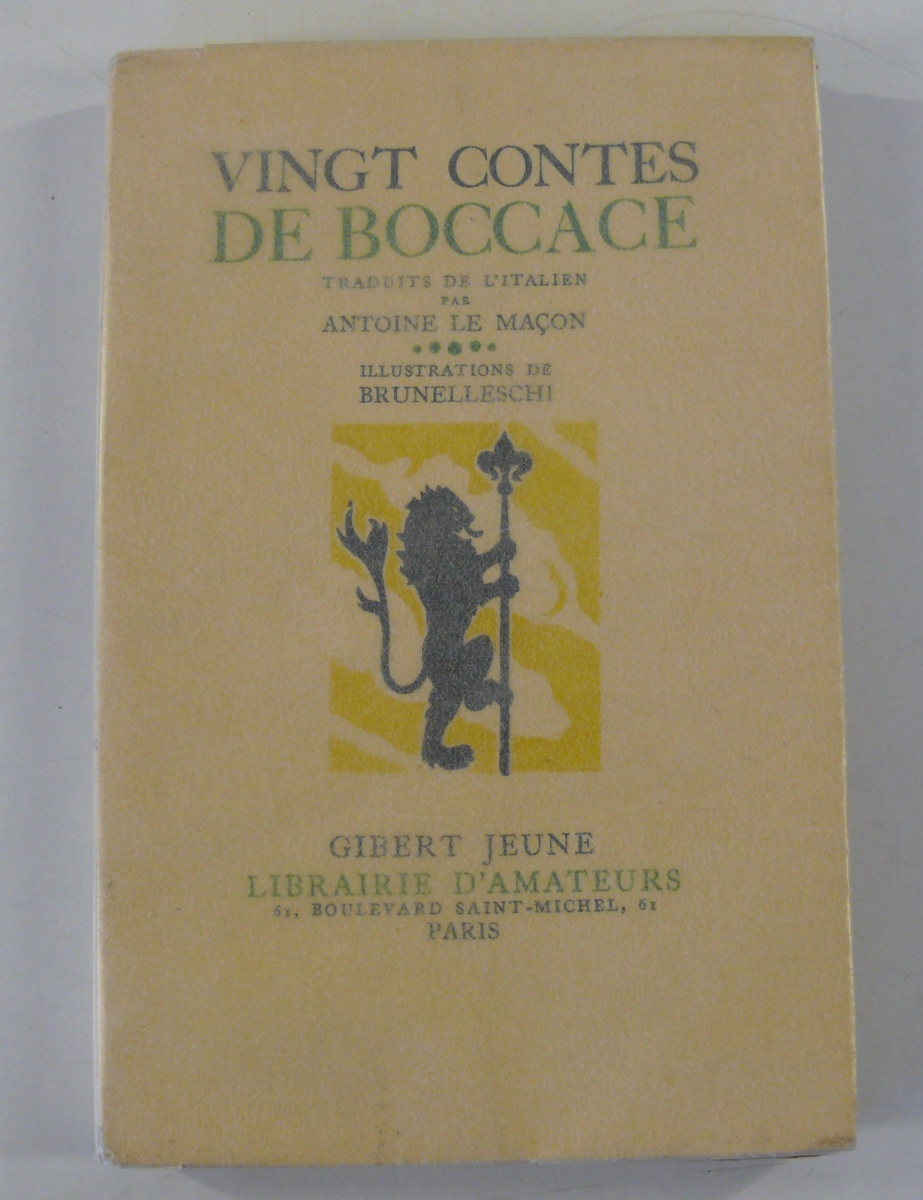 VINGT CONTES
DE BOCCACE
TRADUITS DE L'ITALIEN
PAR
ANTOINE LE MAÇON
ILLUSTRATIONS DE
BRUNELLESCHI
GIBERT JEUNE
LIBRAIRIE D'AMATEURS
61, BOULEVARD SAINT-MICHEL, 61
PARIS